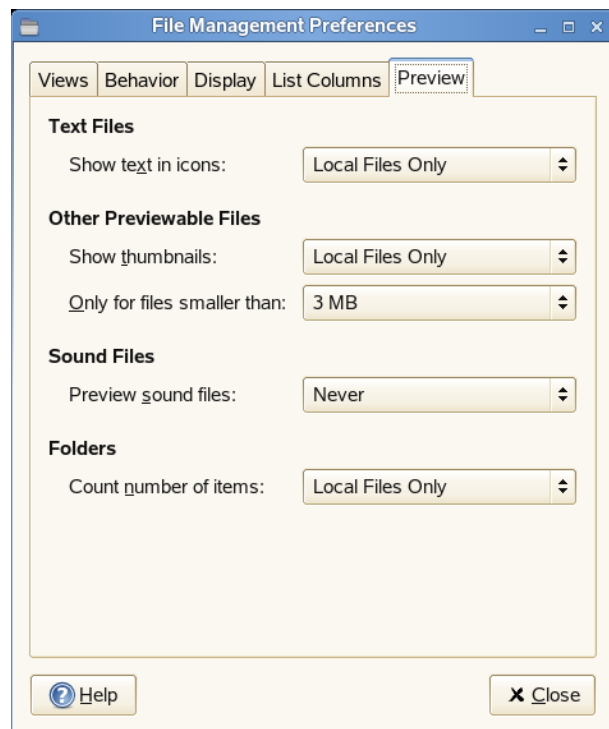 File Management Preferences
Views Behavior Display List Columns Preview
Text Files
Show text in icons: Local Files Only
Other Previewable Files
Show thumbnails: Local Files Only
Only for files smaller than: 3 MB
Sound Files
Preview sound files: Never
Folders
Count number of items: Local Files Only
Help Close